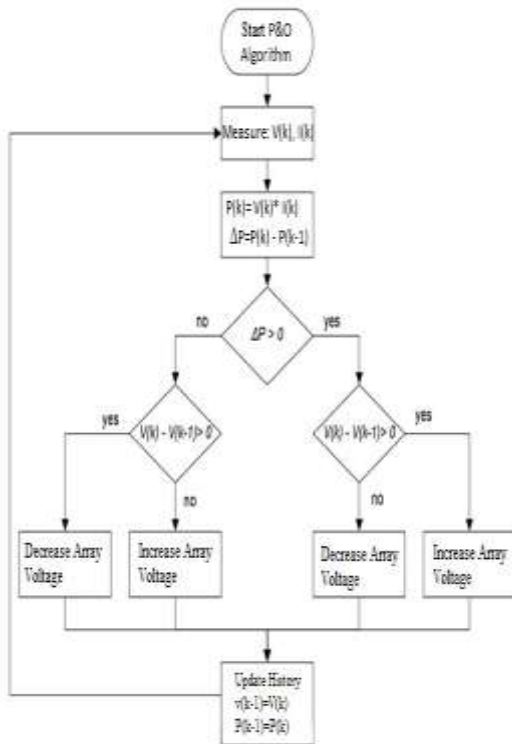 Start P&O
Algorithm
Measure: V(k), I(k)
P(k)=V(k)* I(k)
ΔP=P(k) - P(k-1)
ΔP > 0
no
yes
V(k) - V(k-1)> 0
yes
no
V(k) - V(k-1)> 0
yes
no
Decrease Array
Voltage
Increase Array
Voltage
Decrease Array
Voltage
Increase Array
Voltage
Update History
v(k-1)=V(k)
P(k-1)=P(k)